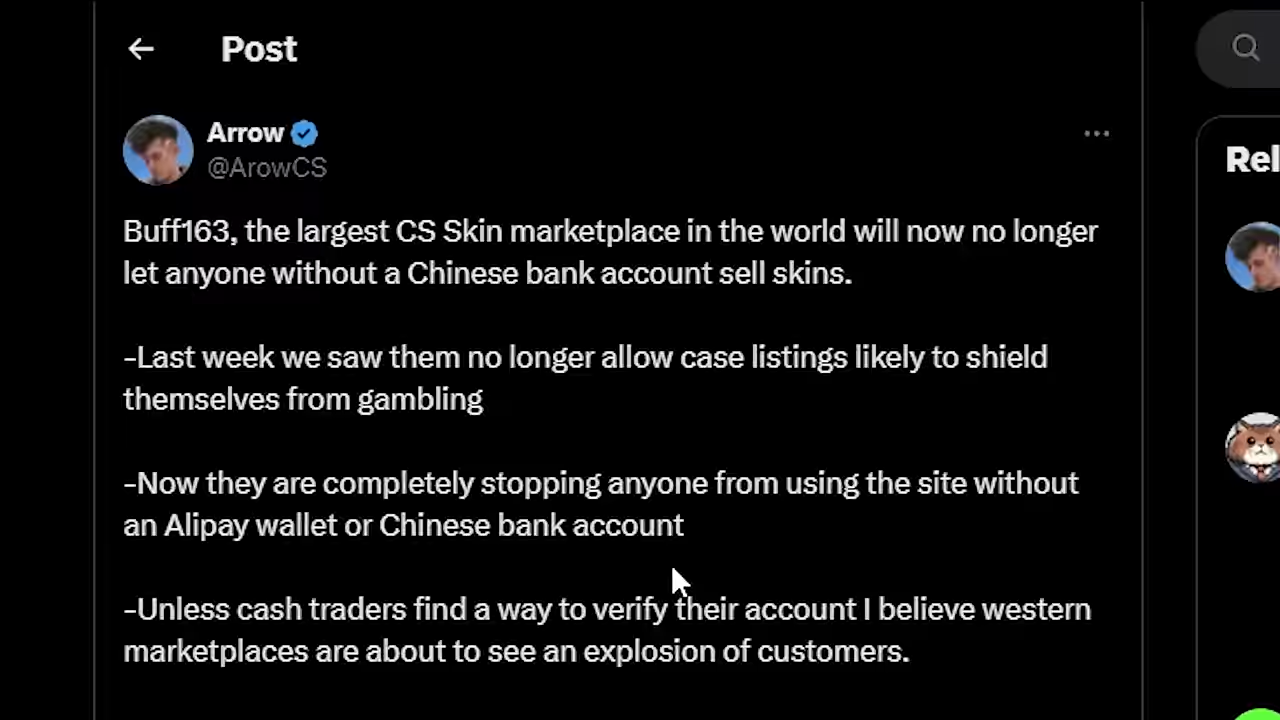 Post
Arrow
@ArowCS
Buff163, the largest CS Skin marketplace in the world will now no longer
let anyone without a Chinese bank account sell skins.
-Last week we saw them no longer allow case listings likely to shield
themselves from gambling
-Now they are completely stopping anyone from using the site without
an Alipay wallet or Chinese bank account
-Unless cash traders find a way to verify their account I believe western
marketplaces are about to see an explosion of customers.
Rel